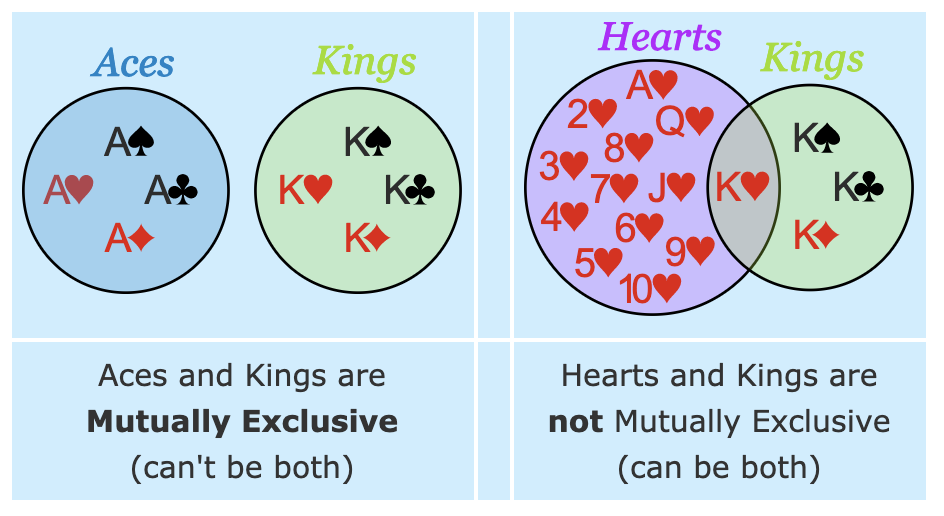 Aces
Kings
A♠
A♥
A♣
A♦
K♠
K♥
K♣
K♦
Hearts
Kings
A♥
2♥
Q♥
8♥
3♥
7♥
J♥
4♥
6♥
9♥
5♥
10♥
K♥
K♠
K♣
K♦
Aces and Kings are
Mutually Exclusive
(can't be both)
Hearts and Kings are
not Mutually Exclusive
(can be both)